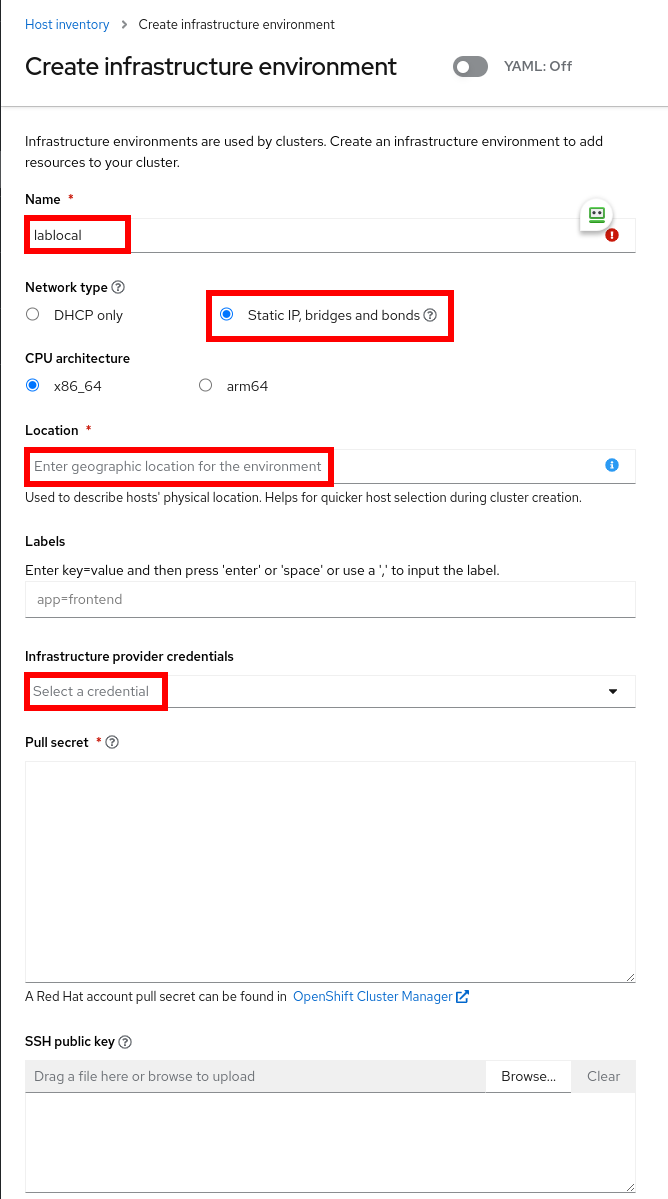 Host inventory > Create infrastructure environment
Create infrastructure environment YAML: Off
Infrastructure environments are used by clusters. Create an infrastructure environment to add
resources to your cluster.
Name *
lablocal
Network type
DHCP only Static IP, bridges and bonds
CPU architecture
x86_64 arm64
Location *
Enter geographic location for the environment
Used to describe hosts' physical location. Helps for quicker host selection during cluster creation.
Labels
Enter key=value and then press 'enter' or 'space' or use a ',' to input the label.
app=frontend
Infrastructure provider credentials
Select a credential
Pull secret *
A Red Hat account pull secret can be found in OpenShift Cluster Manager
SSH public key
Drag a file here or browse to upload Browse... Clear